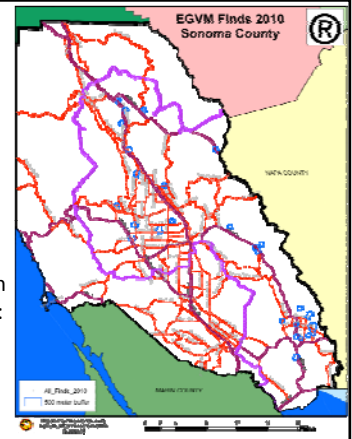 EGVM Finds 2010
Sonoma County
®
NAPA COUNTY
MARIN COUNTY
All_Finds_2010
500 meter buffer